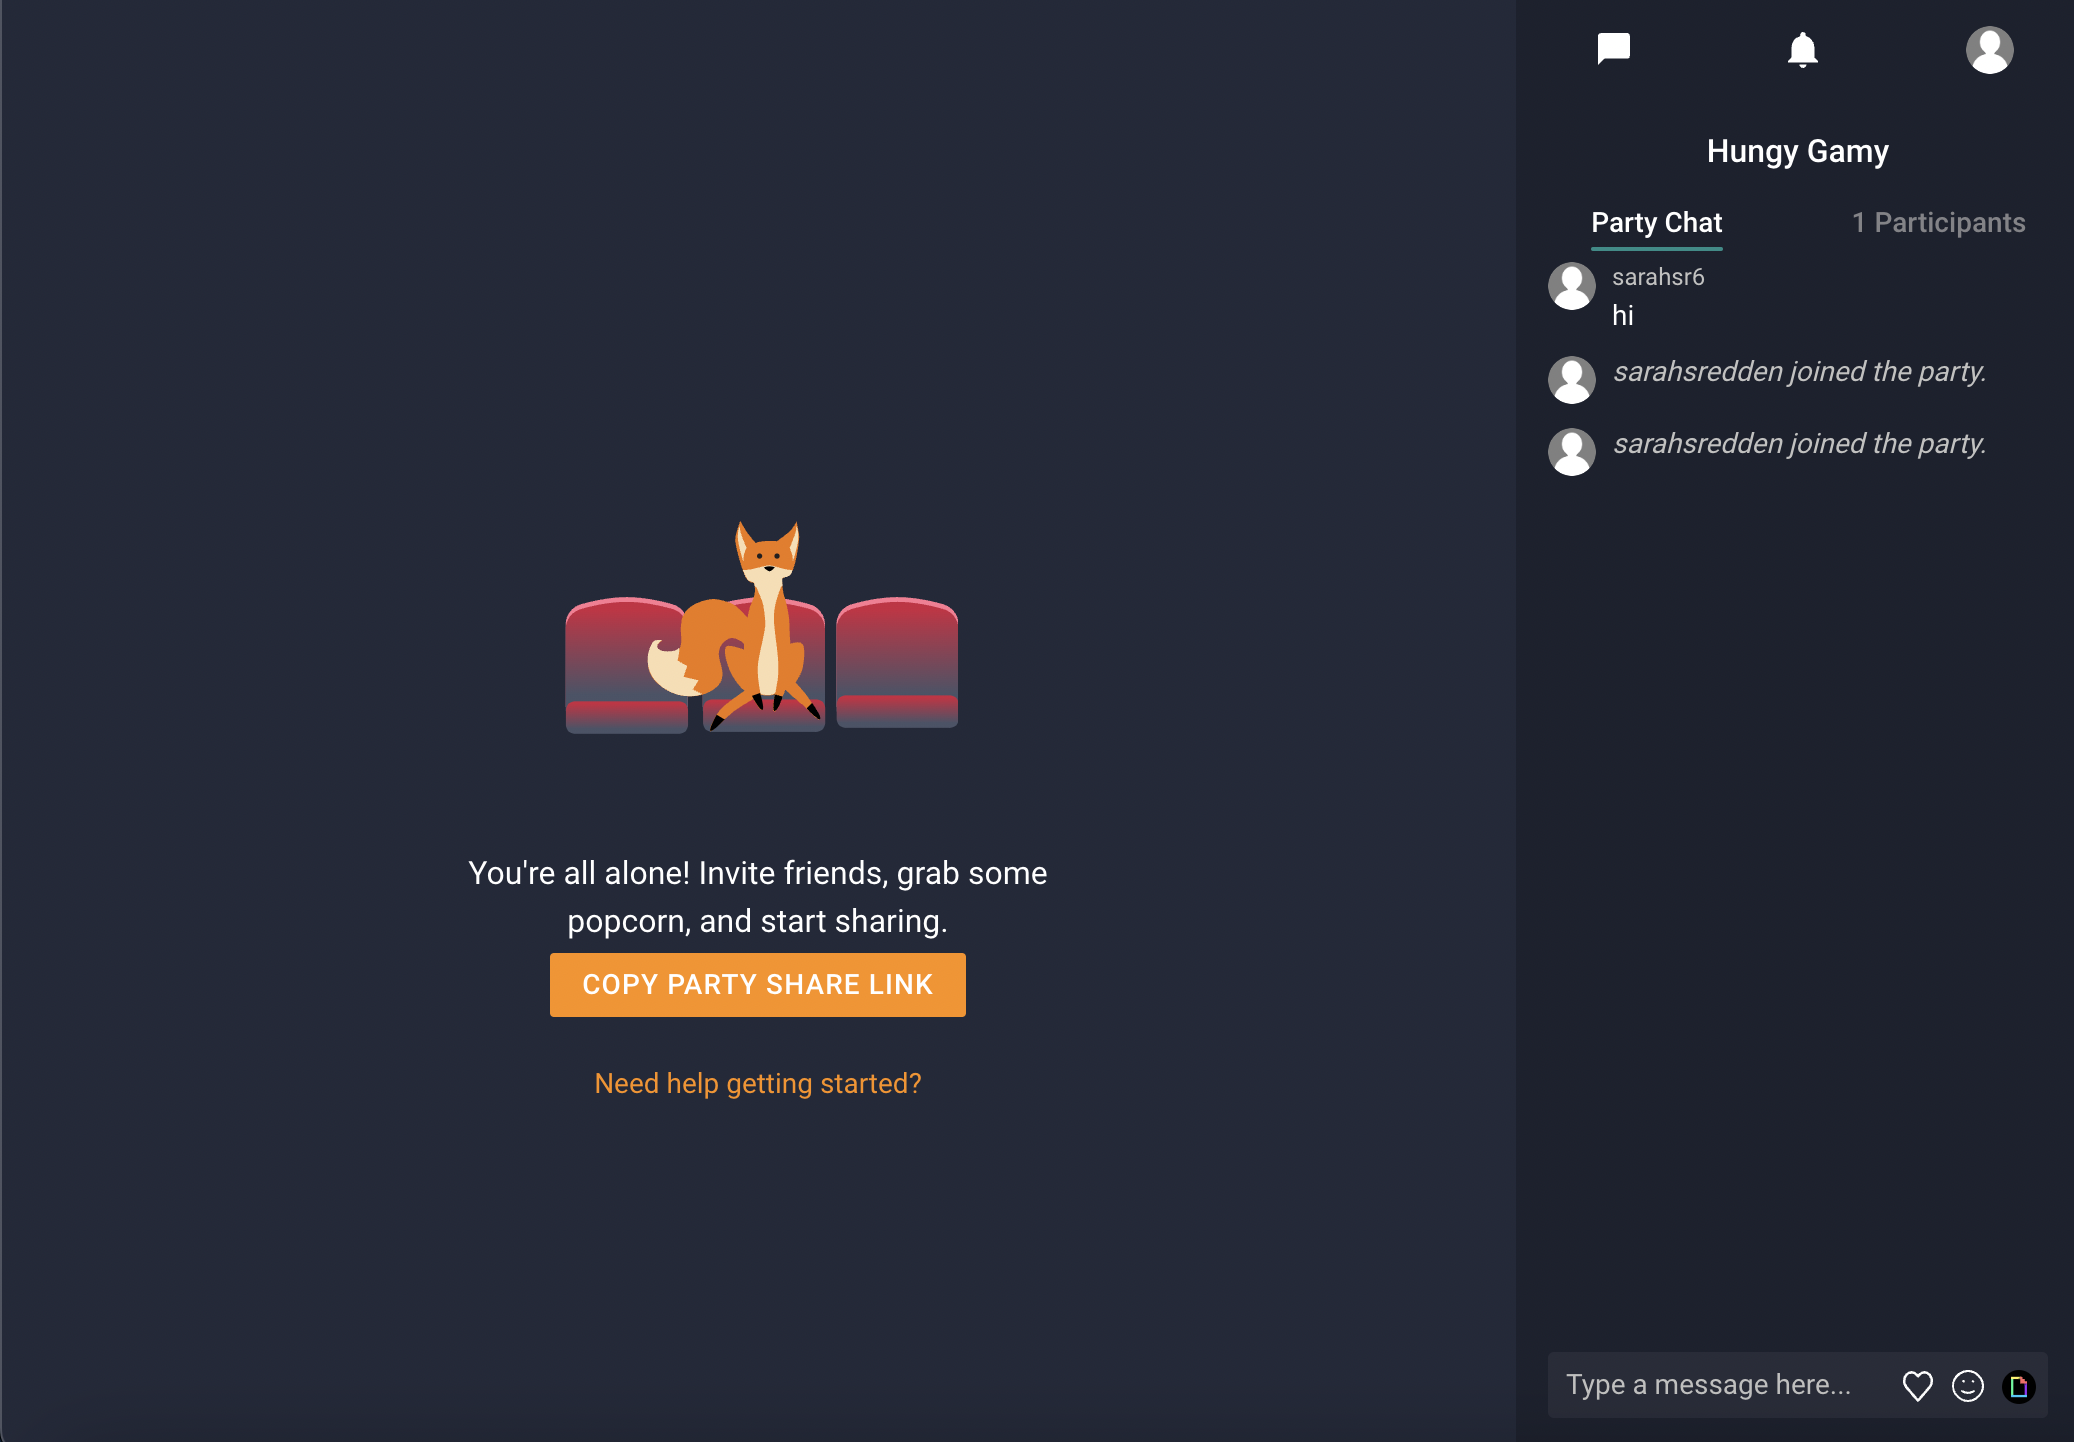 Hungy Gamy
Party Chat
1 Participants
sarahsr6
hi
sarahsredden joined the party.
sarahsredden joined the party.
You're all alone! Invite friends, grab some
popcorn, and start sharing.
COPY PARTY SHARE LINK
Need help getting started?
Type a message here...